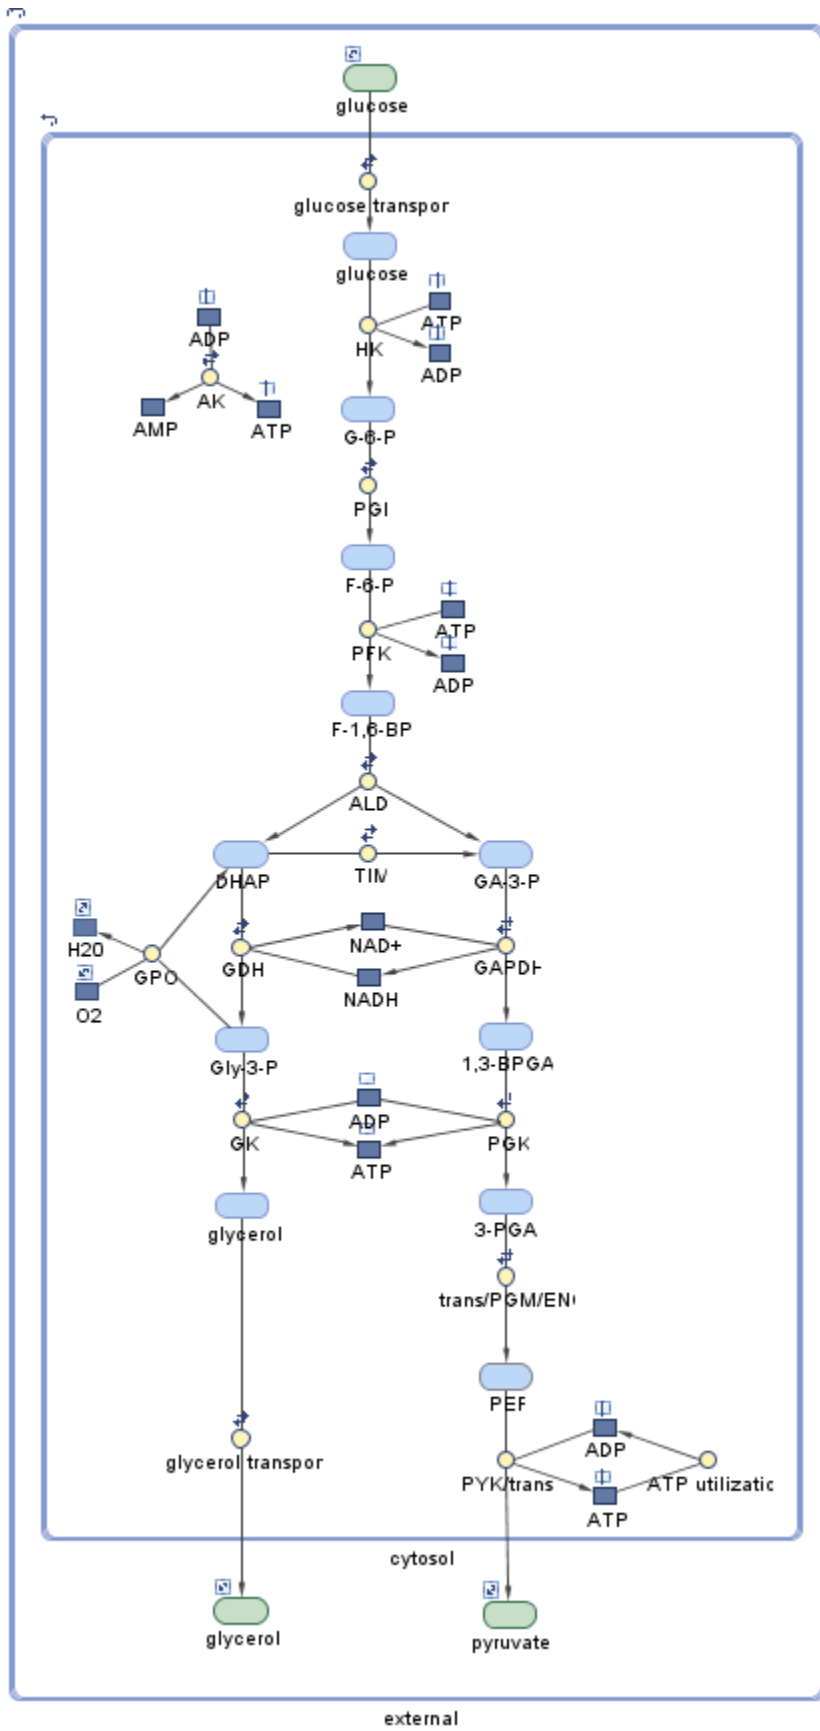 glucose
glucose transpor
glucose
ATP
HK
ADP
ADP
AK
AMP
ATP
G-6-P
PGI
F-6-P
ATP
PFK
ADP
F-1,6-BP
ALD
DHAP
TIM
GA-3-P
H20
NAD+
GPO
GDH
GAPDH
NADH
O2
Gly-3-P
1,3-BPGA
ADP
GK
PGK
ATP
glycerol
3-PGA
trans/PGM/EN
PEP
ADP
glycerol transpor
PYK/trans
ATP utilizatic
ATP
cytosol
glycerol
pyruvate
external